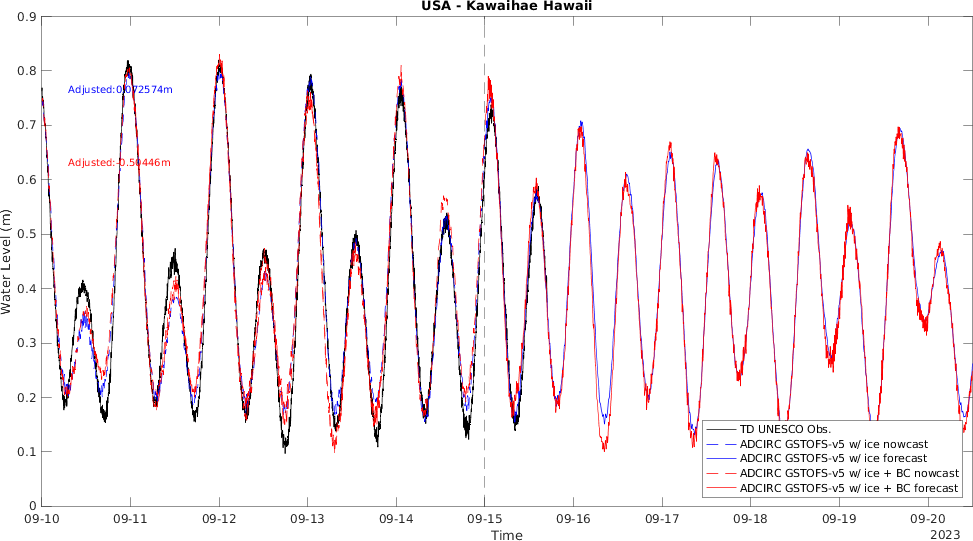 USA - Kawaihae Hawaii
0.9
0.8
0.7
0.6
0.5
0.4
0.3
0.2
0.1
0
Water Level (m)
Adjusted:0.072574m
Adjusted:-0.50446m
TD UNESCO Obs.
ADCIRC GSTOFS-v5 w/ ice nowcast
ADCIRC GSTOFS-v5 w/ ice forecast
ADCIRC GSTOFS-v5 w/ ice + BC nowcast
ADCIRC GSTOFS-v5 w/ ice + BC forecast
09-10 09-11 09-12 09-13 09-14 09-15 09-16 09-17 09-18 09-19 09-20
Time
2023